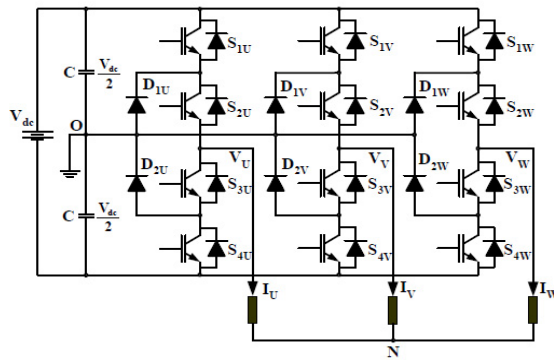 S1U
S1V
S1W
C
Vdc
2
D1U
D1V
D1W
S2U
S2V
S2W
Vdc
O
VU
VV
VW
D2U
D2V
D2W
C
Vdc
2
S3U
S3V
S3W
S4U
S4V
S4W
IU
IV
IW
N